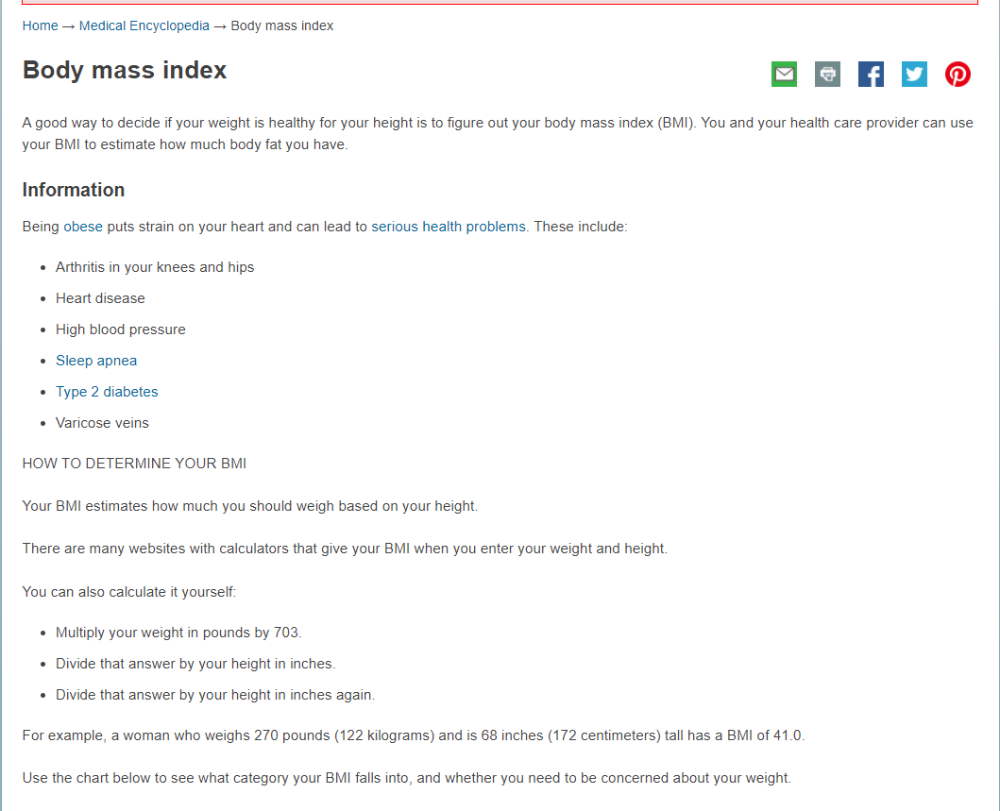 Home → Medical Encyclopedia → Body mass index
Body mass index
A good way to decide if your weight is healthy for your height is to figure out your body mass index (BMI). You and your health care provider can use
your BMI to estimate how much body fat you have.
Information
Being obese puts strain on your heart and can lead to serious health problems. These include:
• Arthritis in your knees and hips
• Heart disease
• High blood pressure
• Sleep apnea
• Type 2 diabetes
• Varicose veins
HOW TO DETERMINE YOUR BMI
Your BMI estimates how much you should weigh based on your height.
There are many websites with calculators that give your BMI when you enter your weight and height.
You can also calculate it yourself:
• Multiply your weight in pounds by 703.
• Divide that answer by your height in inches.
• Divide that answer by your height in inches again.
For example, a woman who weighs 270 pounds (122 kilograms) and is 68 inches (172 centimeters) tall has a BMI of 41.0.
Use the chart below to see what category your BMI falls into, and whether you need to be concerned about your weight.